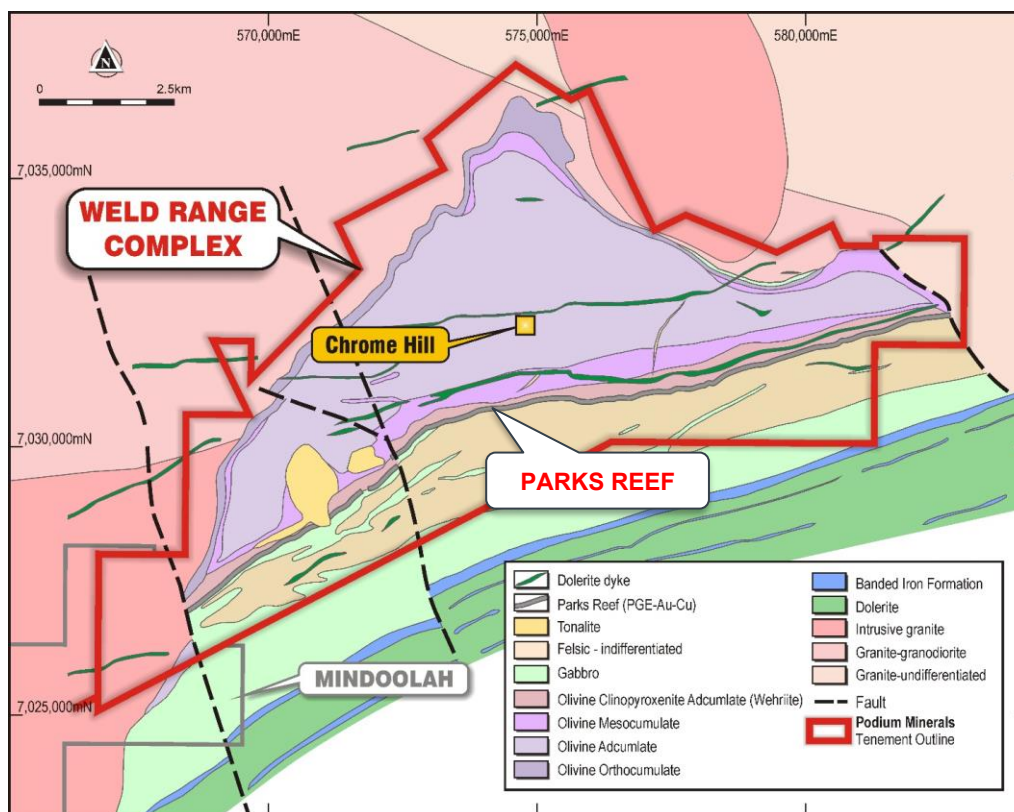 570,000mE
575,000mE
580,000mE
N
0
2.5km
7,035,000mN
WELD RANGE
COMPLEX
Chrome Hill
7,030,000mN
PARKS REEF
MINDOOLAH
7,025,000mN
Dolerite dyke
Parks Reef (PGE-Au-Cu)
Tonalite
Felsic - indifferentiated
Gabbro
Olivine Clinopyroxenite Adcumlate (Wehriite)
Olivine Mesocumulate
Olivine Adcumlate
Olivine Orthocumulate
Banded Iron Formation
Dolerite
Intrusive granite
Granite-granodiorite
Granite-undifferentiated
Fault
Podium Minerals
Tenement Outline